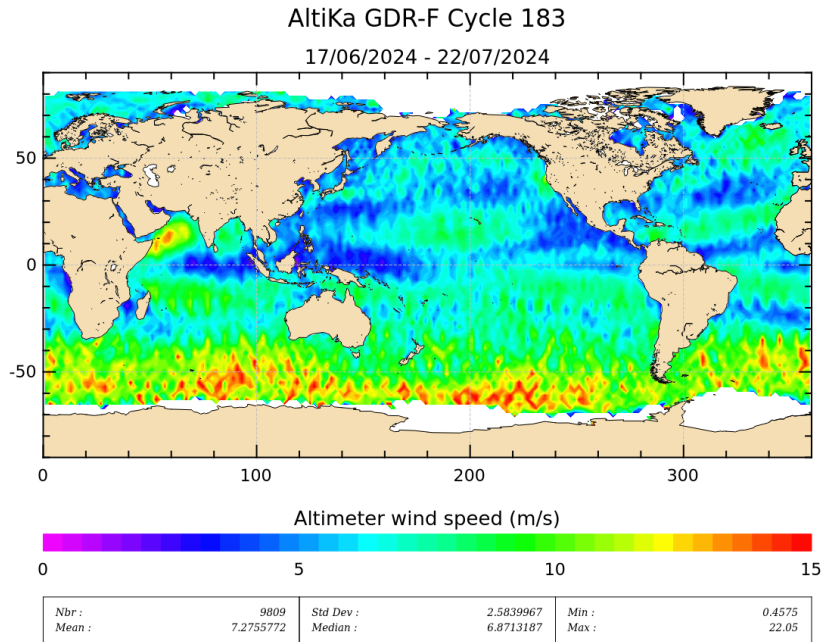 AltiKa GDR-F Cycle 183
17/06/2024 - 22/07/2024
50
0
-50
0 100 200 300
Altimeter wind speed (m/s)
0 5 10 15
Nbr : 9809 Std Dev : 2.5839967 Min : 0.4575
Mean : 7.2755772 Median : 6.8713187 Max : 22.05